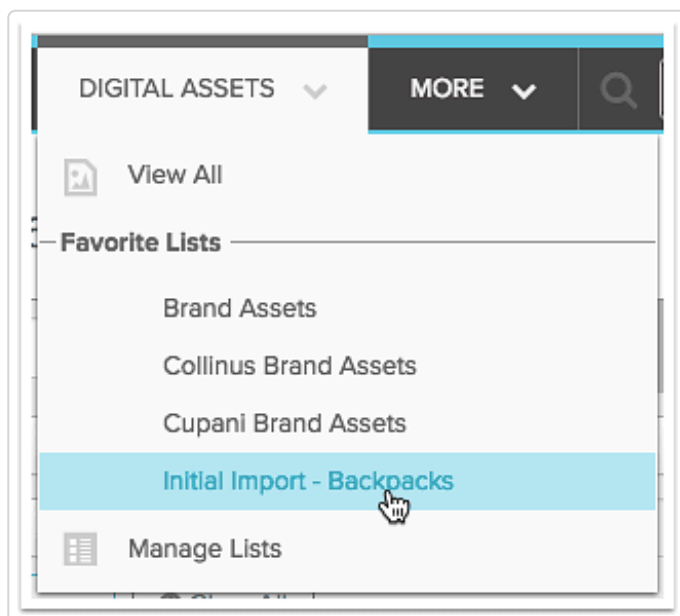 DIGITAL ASSETS MORE
View All
Favorite Lists
Brand Assets
Collinus Brand Assets
Cupani Brand Assets
Initial Import - Backpacks
Manage Lists